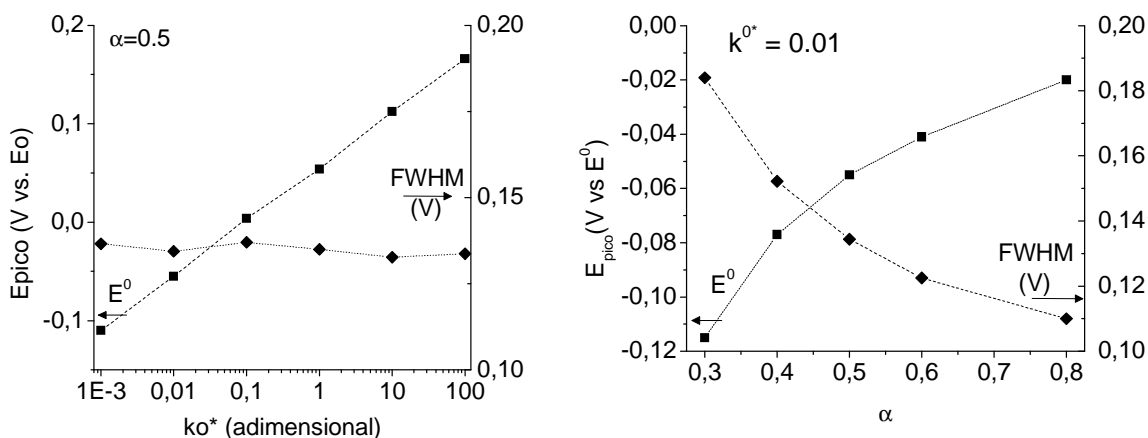 α=0.5
Epico (V vs. Eo)
0,2
0,1
0,0
-0,1
E⁰
FWHM
(V)
0,20
0,15
0,10
1E-3 0,01 0,1 1 10 100
ko* (adimensional)
k⁰* = 0.01
E_pico(V vs E⁰)
0,00
-0,02
-0,04
-0,06
-0,08
-0,10
-0,12
E⁰
FWHM
(V)
0,20
0,18
0,16
0,14
0,12
0,10
0,3 0,4 0,5 0,6 0,7 0,8
α